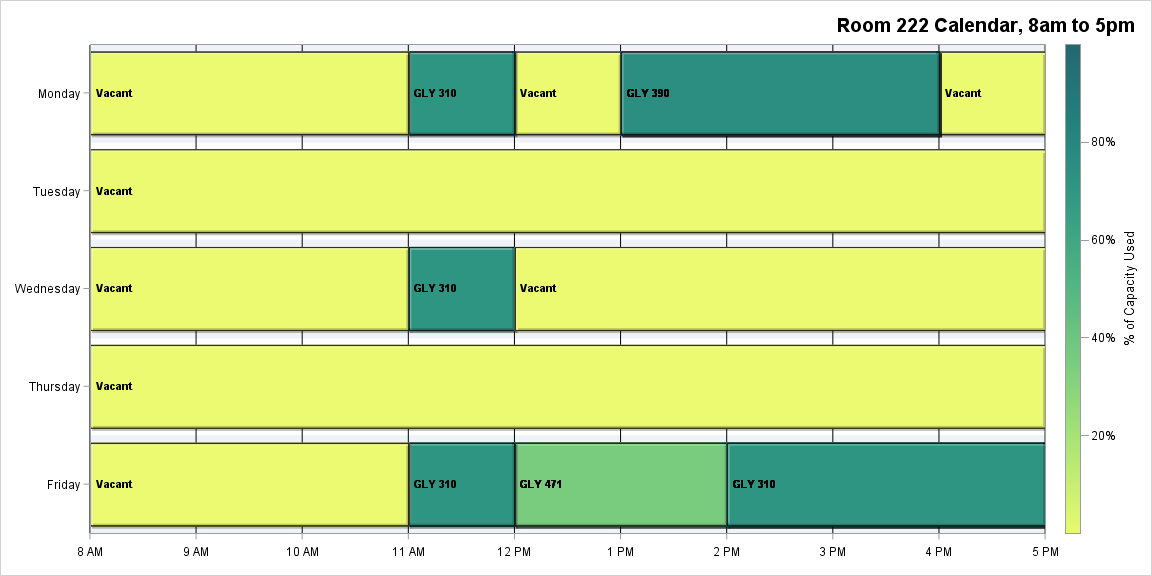 Room 222 Calendar, 8am to 5pm
Monday
Vacant
GLY 310
Vacant
GLY 390
Vacant
Tuesday
Vacant
Wednesday
Vacant
GLY 310
Vacant
Thursday
Vacant
Friday
Vacant
GLY 310
GLY 471
GLY 310
8 AM
9 AM
10 AM
11 AM
12 PM
1 PM
2 PM
3 PM
4 PM
5 PM
80%
60%
40%
20%
% of Capacity Used